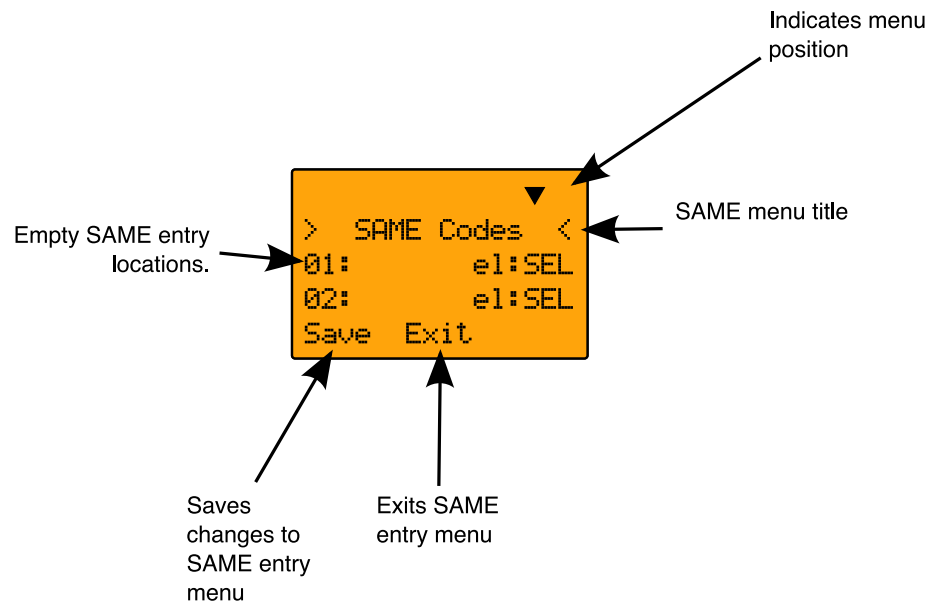 Indicates menu
position
▼
> SAME Codes <
SAME menu title
Empty SAME entry
locations.
01: el:SEL
02: el:SEL
Save Exit
Saves
changes to
SAME entry
menu
Exits SAME
entry menu